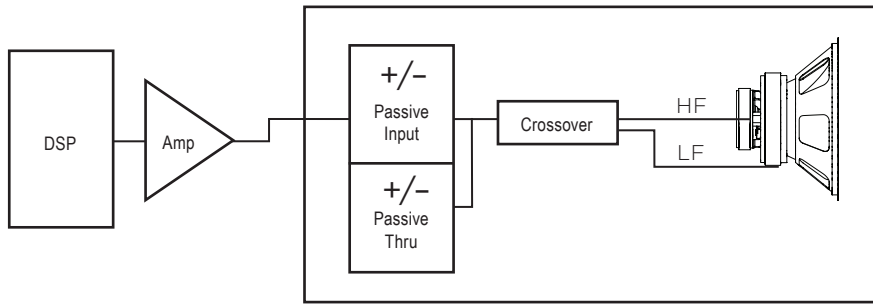 DSP
Amp
+/–
Passive
Input
+/–
Passive
Thru
Crossover
HF
LF